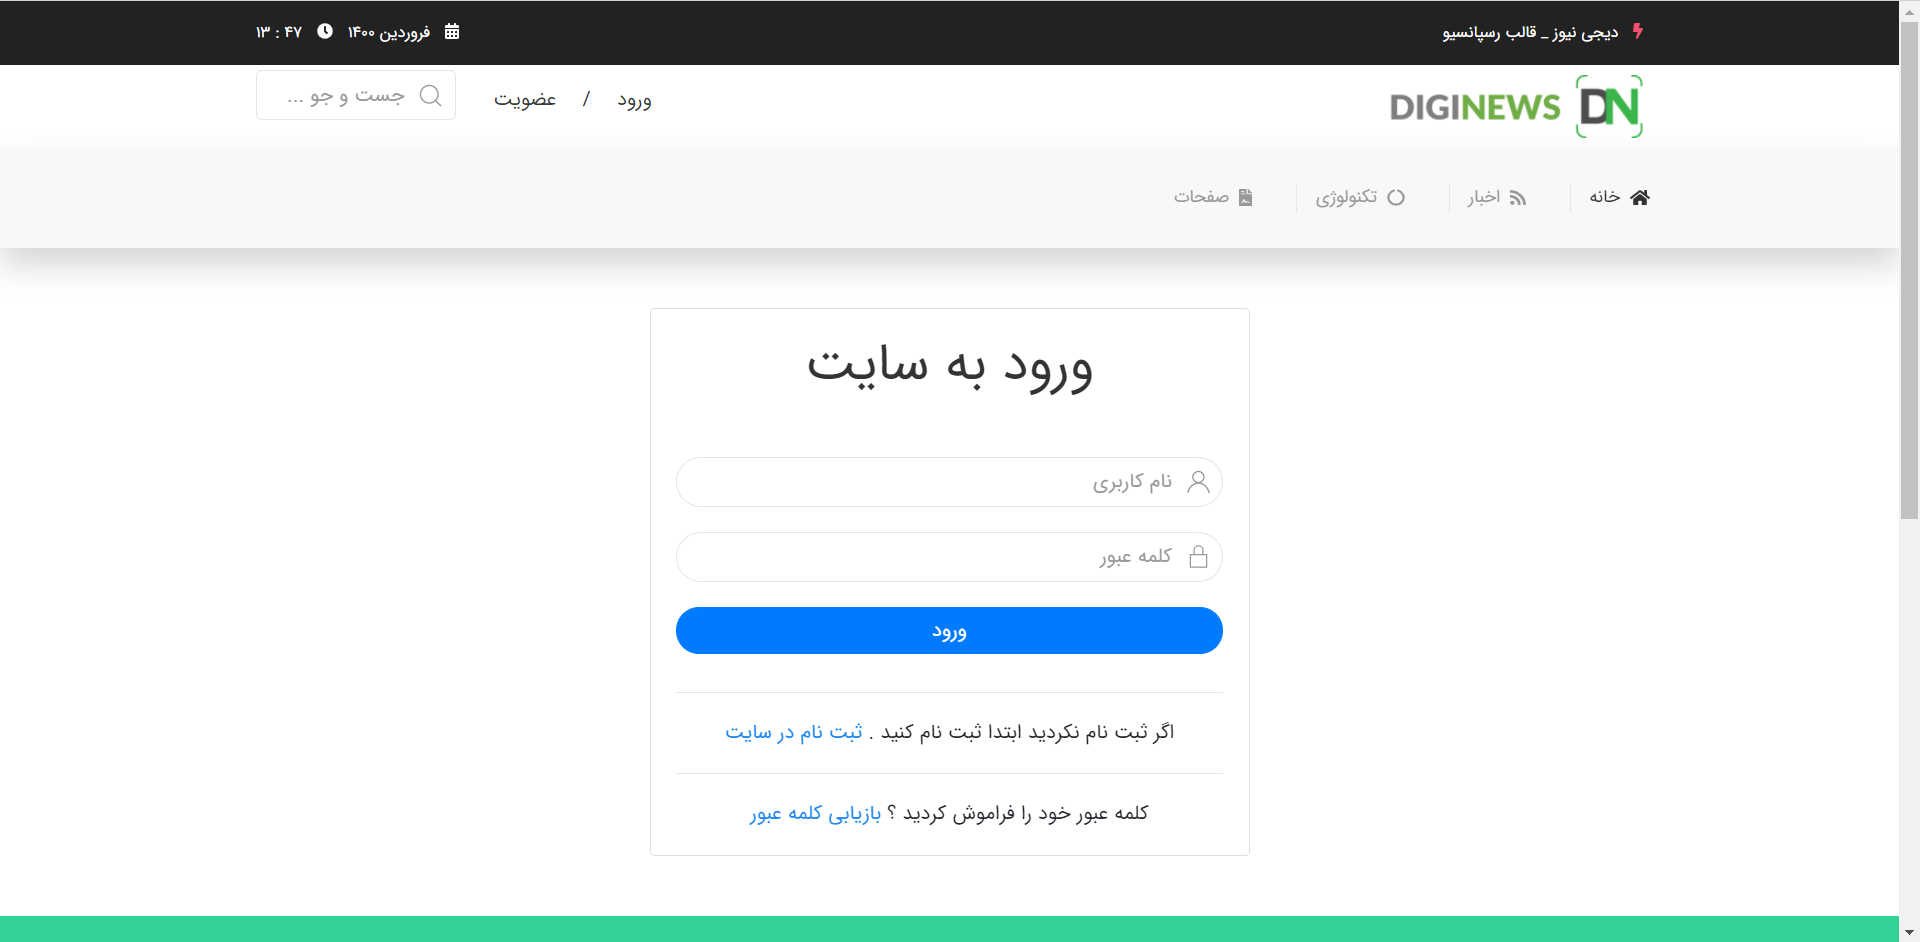 دیجی نیوز _ قالب رسپانسیو
فروردین ۱۴۰۰
۱۳ : ۴۷
DIGINEWS DN
ورود / عضویت
جست و جو ...
خانه
اخبار
تکنولوژی
صفحات
ورود به سایت
نام کاربری
کلمه عبور
ورود
اگر ثبت نام نکردید ابتدا ثبت نام کنید . ثبت نام در سایت
کلمه عبور خود را فراموش کردید ؟ بازیابی کلمه عبور